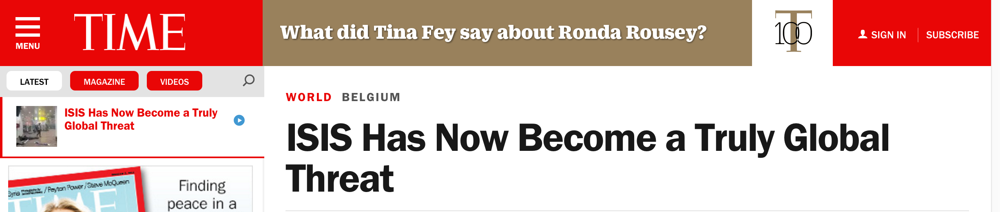 MENU
TIME
What did Tina Fey say about Ronda Rousey?
T
100
SIGN IN
SUBSCRIBE
LATEST
MAGAZINE
VIDEOS
ISIS Has Now Become a Truly
Global Threat
WORLD BELGIUM
ISIS Has Now Become a Truly Global
Threat
Syria
/ Peyton Power / Steve McQueen
TIME
Finding
peace in a